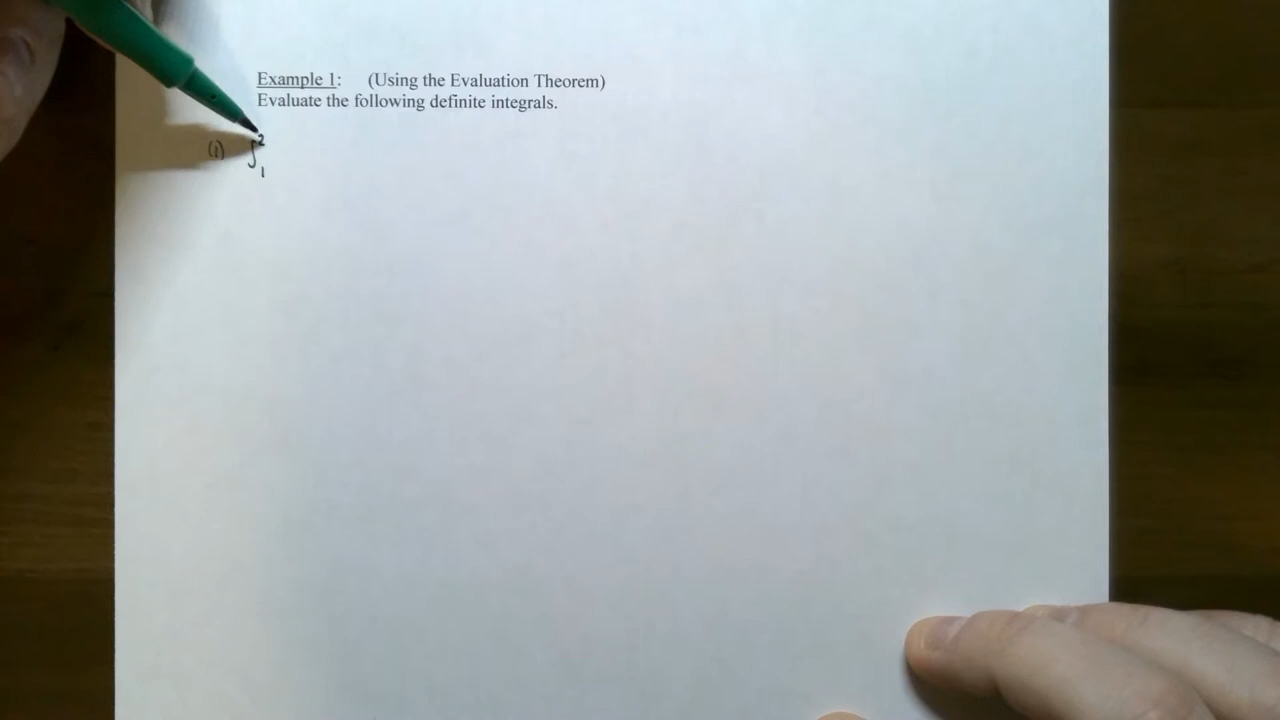 Example 1: (Using the Evaluation Theorem)
Evaluate the following definite integrals.
(i) ∫₁²